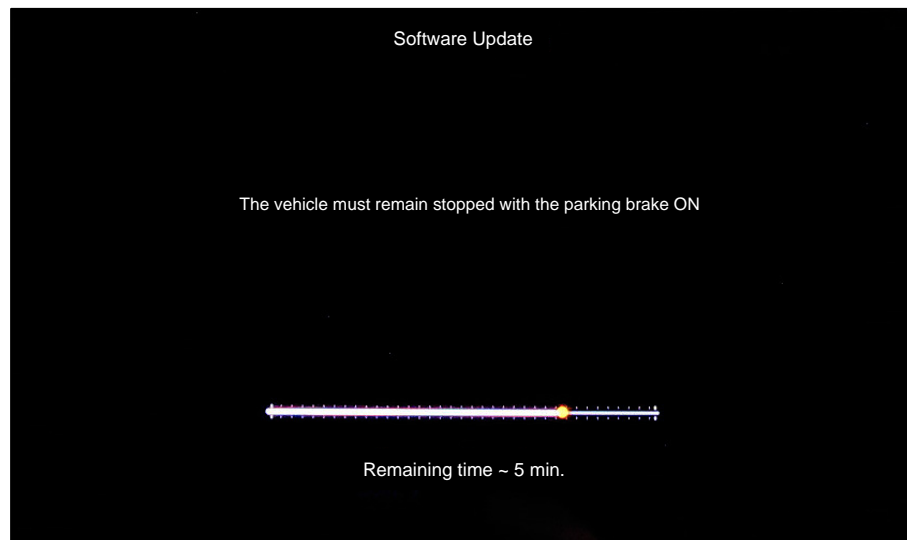 Software Update
The vehicle must remain stopped with the parking brake ON
Remaining time ~ 5 min.